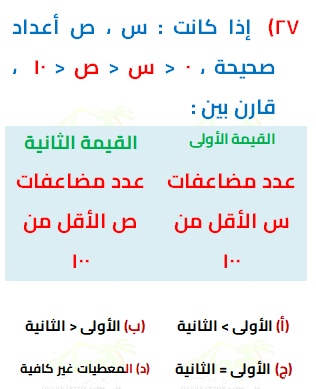 ٢٧) إذا كانت : س ، ص أعداد
صحيحة ، ٠ < س < ص < ١٠ ،
قارن بين :
القيمة الأولى القيمة الثانية
عدد مضاعفات عدد مضاعفات
س الأقل من ص الأقل من
١٠٠ ١٠٠
(أ) الأولى > الثانية (ب) الأولى < الثانية
(ج) الأولى = الثانية (د) المعطيات غير كافية